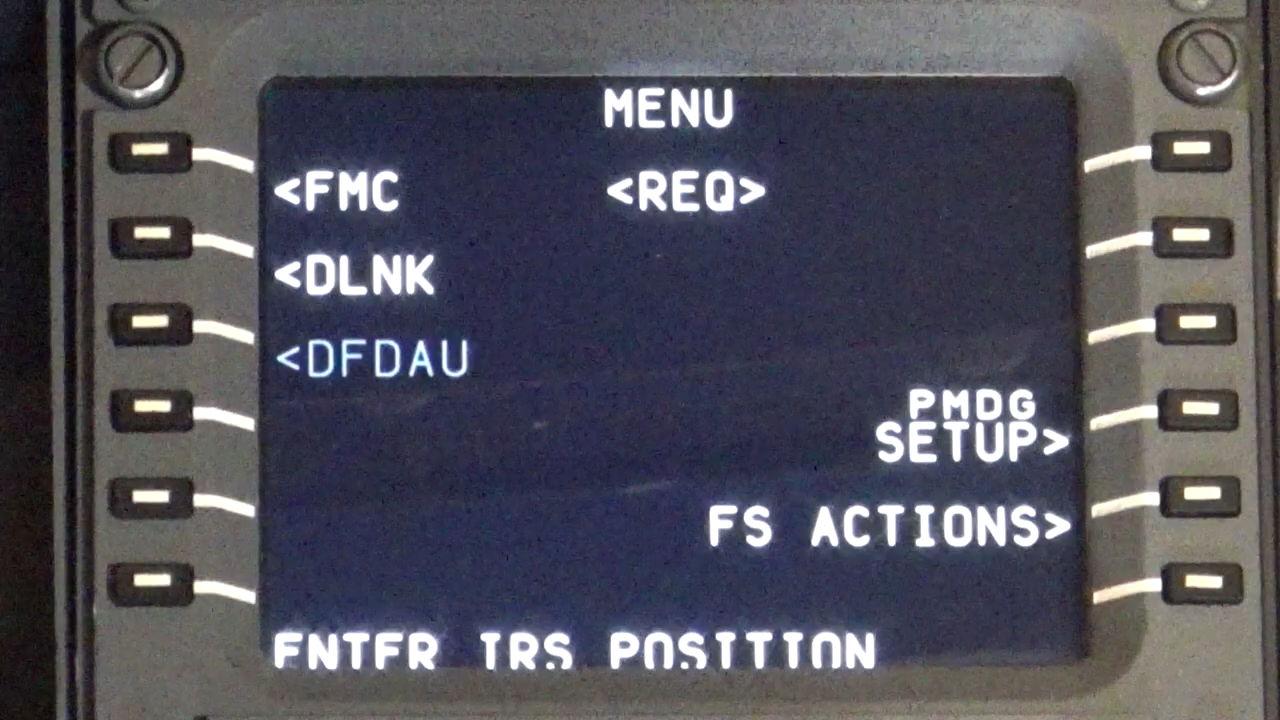 MENU
<FMC <REQ>
<DLNK
<DFDAU
PMDG
SETUP>
FS ACTIONS>
ENTER IRS POSITION